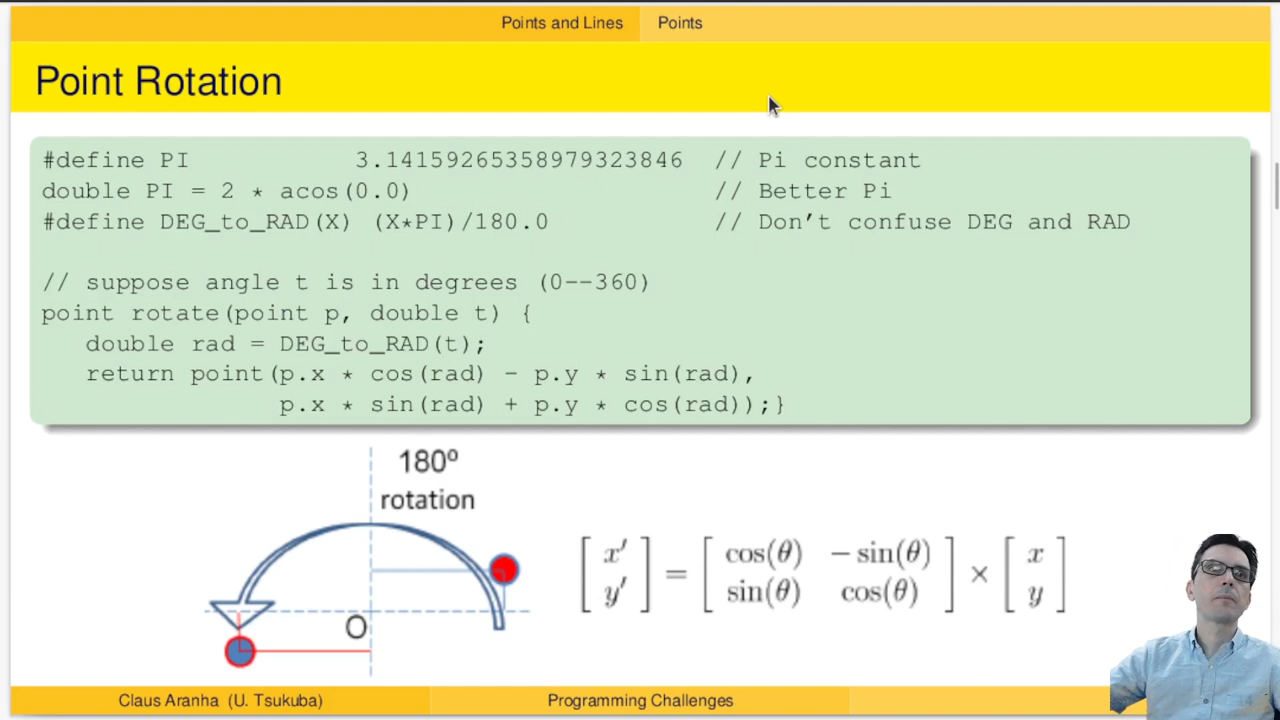 Points and Lines Points
Point Rotation
#define PI 3.14159265358979323846 // Pi constant
double PI = 2 * acos(0.0) // Better Pi
#define DEG_to_RAD(X) (X*PI)/180.0 // Don't confuse DEG and RAD
// suppose angle t is in degrees (0--360)
point rotate(point p, double t) {
double rad = DEG_to_RAD(t);
return point(p.x * cos(rad) - p.y * sin(rad),
p.x * sin(rad) + p.y * cos(rad));}
180º
rotation
O
[ x′ ] = [ cos(θ) − sin(θ) ] × [ x ]
[ y′ ] [ sin(θ) cos(θ) ] [ y ]
Claus Aranha (U. Tsukuba) Programming Challenges